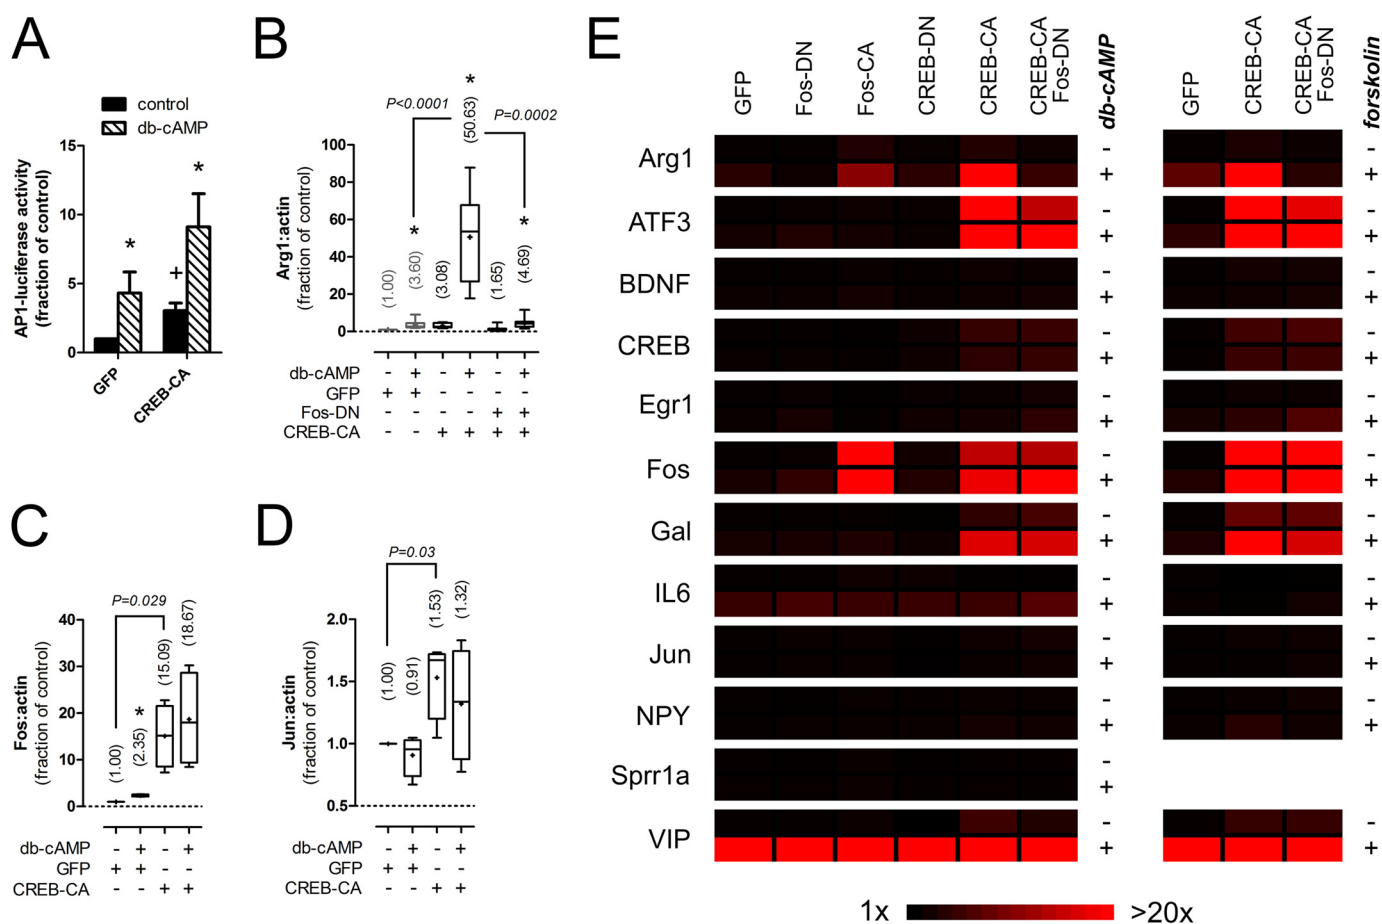 A
control
db-cAMP
AP1-luciferase activity
(fraction of control)
15
10
5
0
*
+
*
GFP
CREB-CA
B
P<0.0001
P=0.0002
*
*
*
Arg1:actin
(fraction of control)
100
80
60
40
20
0
(1.00)
(3.60)
(3.08)
(50.63)
(1.65)
(4.69)
db-cAMP - + - + - +
GFP + + - - - -
Fos-DN - - - - + +
CREB-CA - - + + + +
C
P=0.029
*
Fos:actin
(fraction of control)
40
30
20
10
0
(1.00)
(2.35)
(15.09)
(18.67)
db-cAMP - + - +
GFP + + - -
CREB-CA - - + +
D
P=0.03
Jun:actin
(fraction of control)
2.0
1.5
1.0
0.5
(1.00)
(0.91)
(1.53)
(1.32)
db-cAMP - + - +
GFP + + - -
CREB-CA - - + +
E
GFP
Fos-DN
Fos-CA
CREB-DN
CREB-CA
CREB-CA
Fos-DN
db-cAMP
GFP
CREB-CA
CREB-CA
Fos-DN
forskolin
Arg1
- -
+ +
ATF3
- -
+ +
BDNF
- -
+ +
CREB
- -
+ +
Egr1
- -
+ +
Fos
- -
+ +
Gal
- -
+ +
IL6
- -
+ +
Jun
- -
+ +
NPY
- -
+ +
Sprr1a
-
+
VIP
- -
+ +
1x
>20x